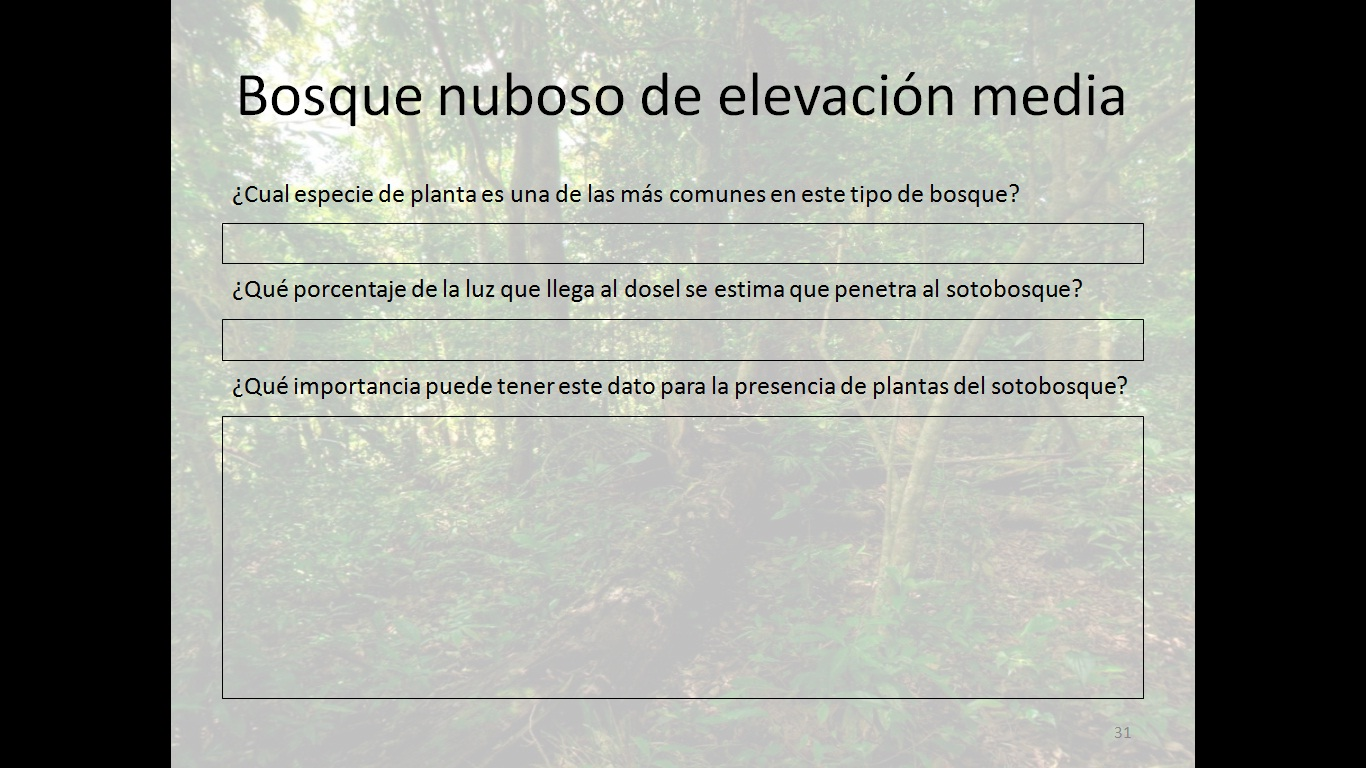 Bosque nuboso de elevación media
¿Cual especie de planta es una de las más comunes en este tipo de bosque?
¿Qué porcentaje de la luz que llega al dosel se estima que penetra al sotobosque?
¿Qué importancia puede tener este dato para la presencia de plantas del sotobosque?
31